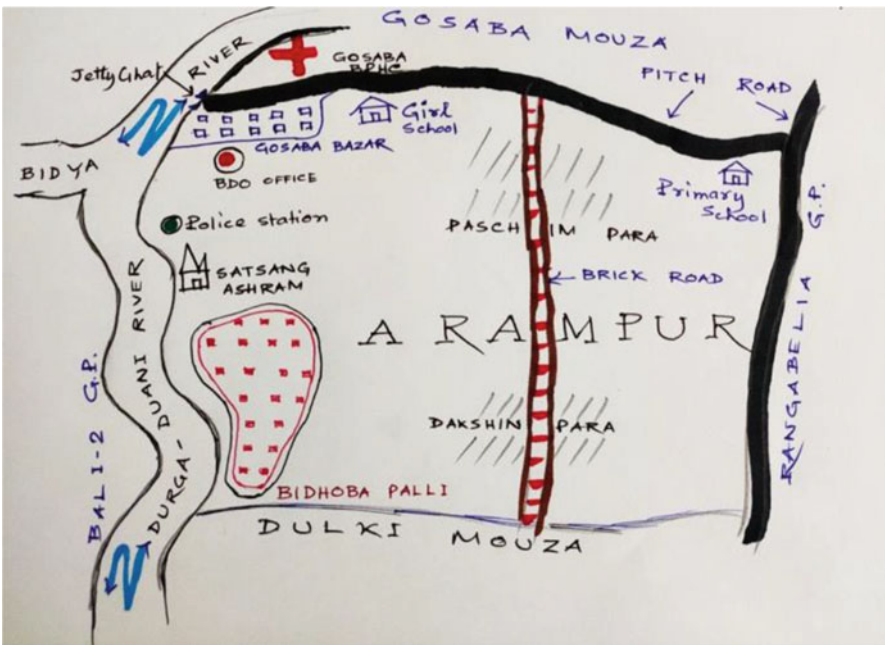 GOSABA MOUZA
Jetty Ghat
RIVER
GOSABA
BPHC
PITCH ROAD
Girl
School
GOSABA BAZAR
BIDYA
BDO OFFICE
Primary
School
G.P.
Police station
PASCHIM PARA
SATSANG
ASHRAM
BRICK ROAD
ARAMPUR
RANGABELIA
DURGA-DUANI RIVER
BALI-2 G.P.
DAKSHIN PARA
BIDHOBA PALLI
DULKI MOUZA